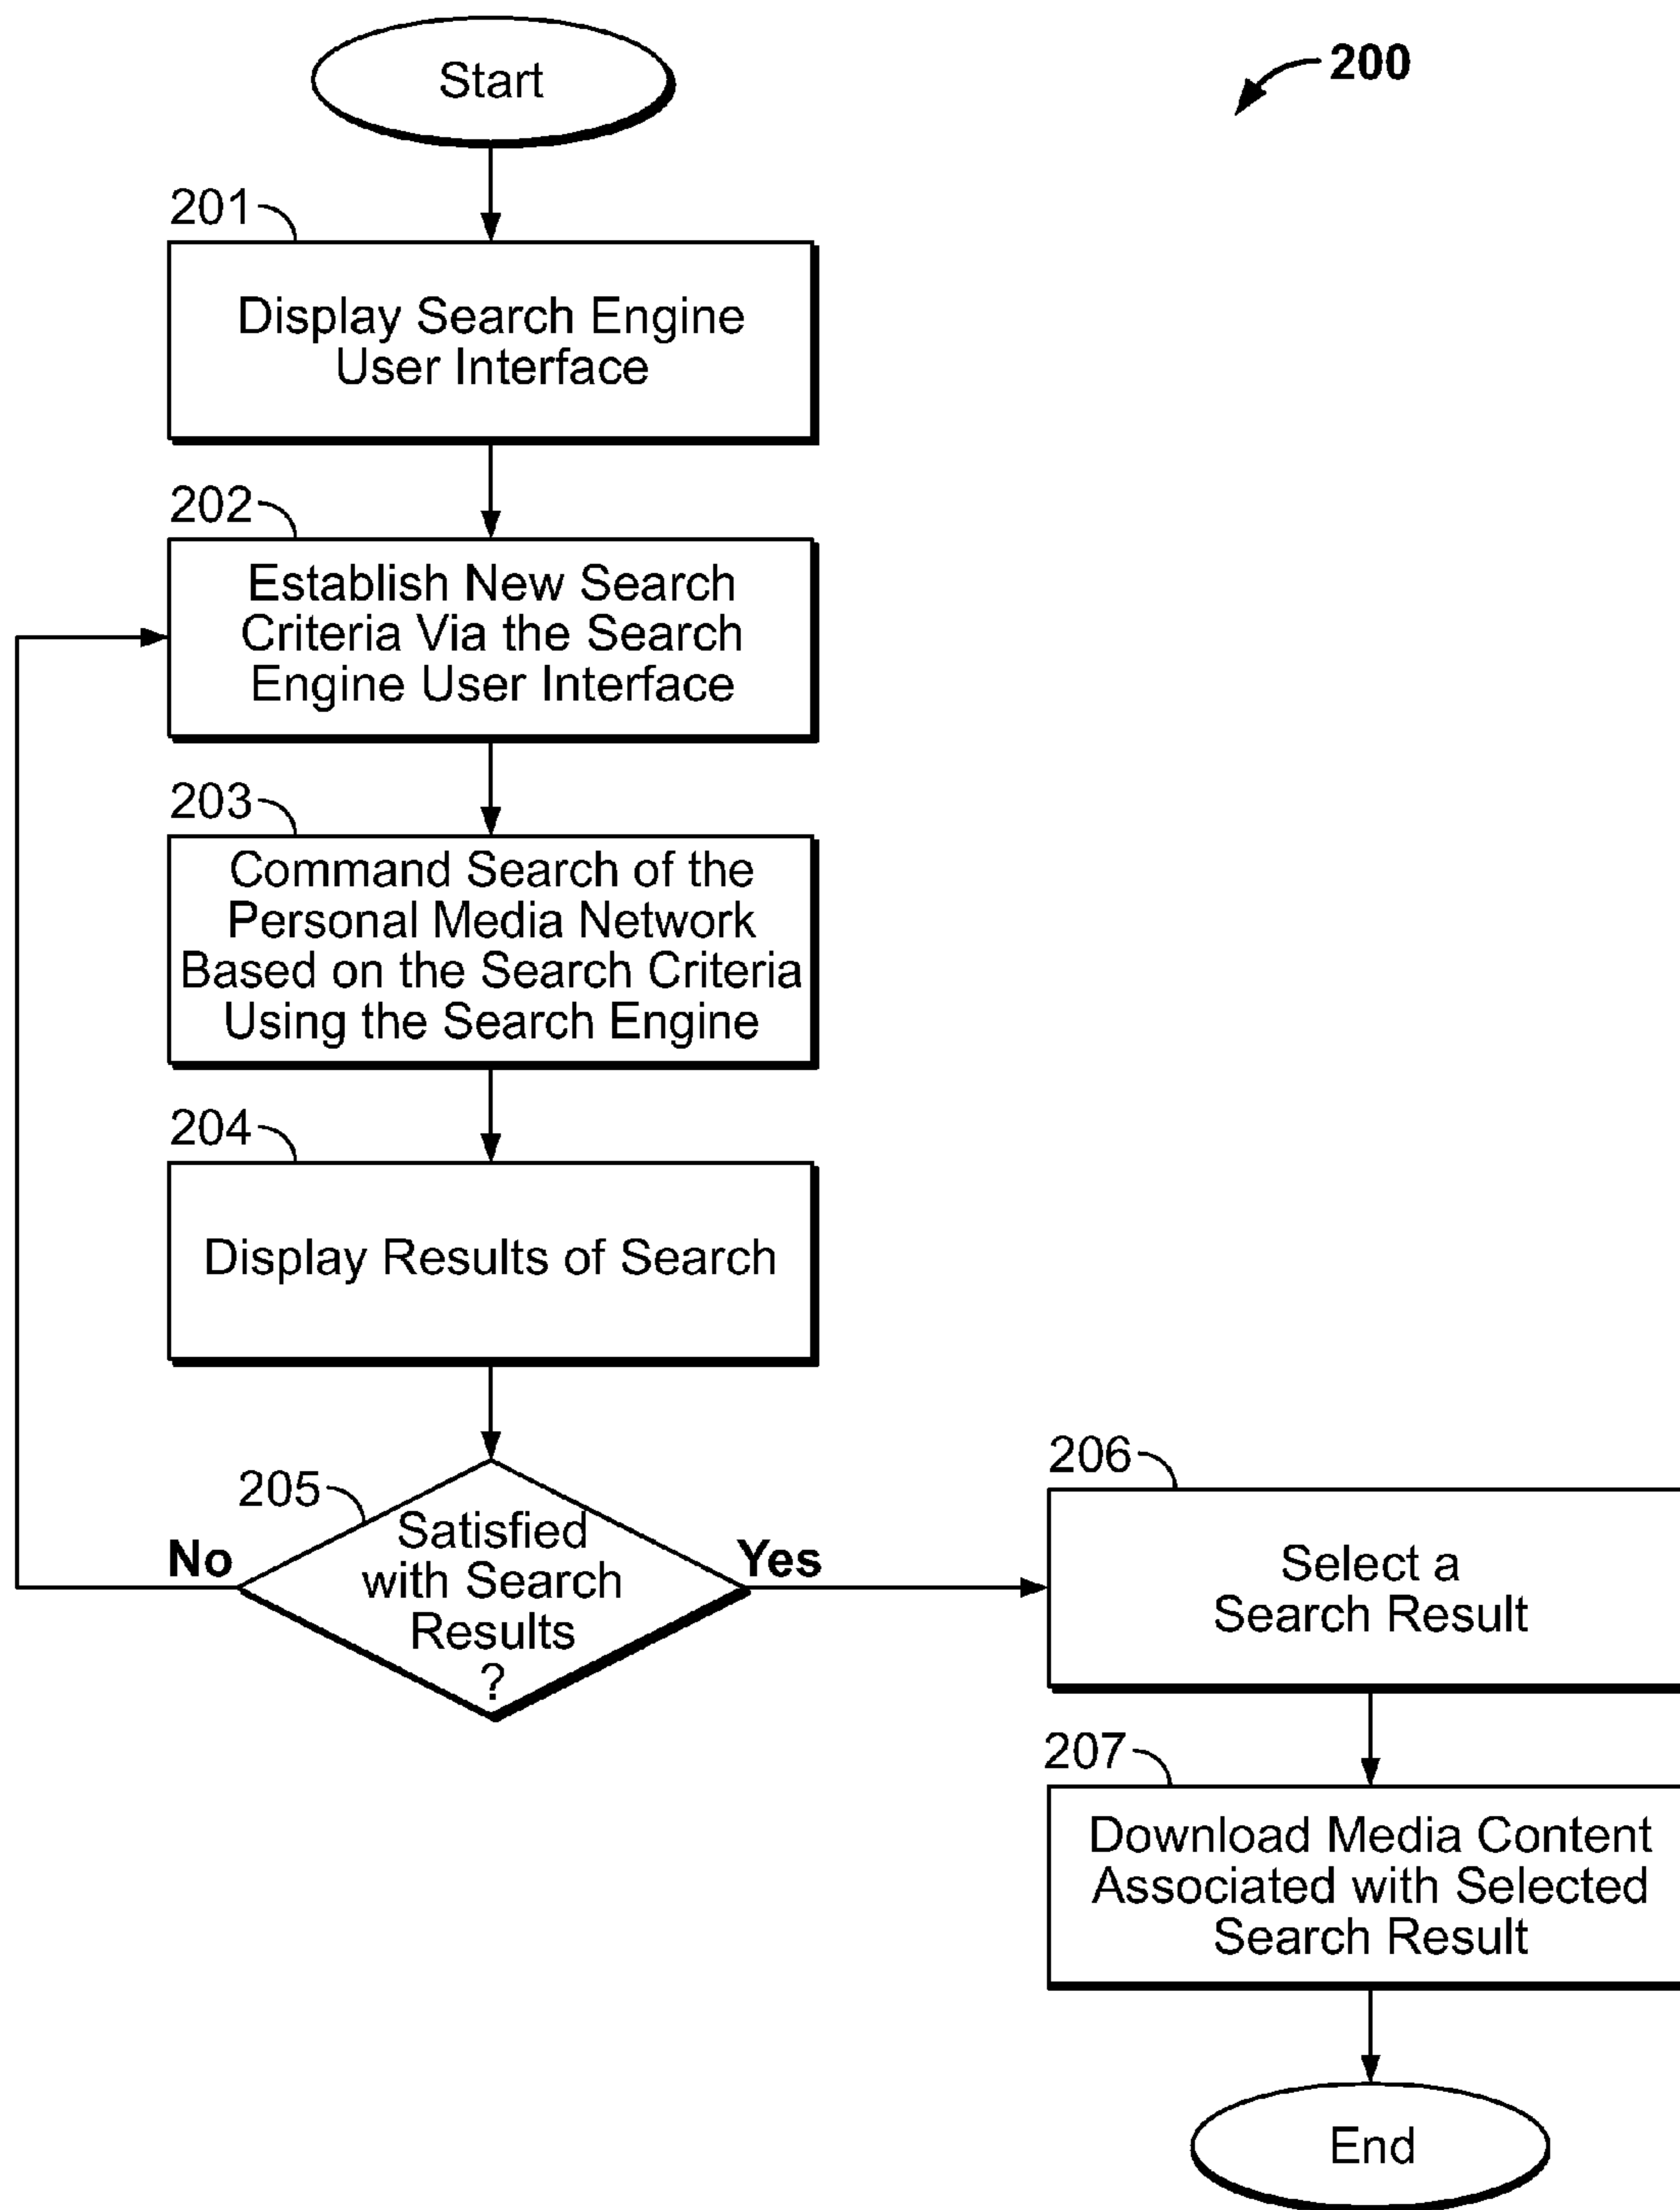 Start
200
201
Display Search Engine
User Interface
202
Establish New Search
Criteria Via the Search
Engine User Interface
203
Command Search of the
Personal Media Network
Based on the Search Criteria
Using the Search Engine
204
Display Results of Search
205
Satisfied
with Search
Results
?
No
Yes
206
Select a
Search Result
207
Download Media Content
Associated with Selected
Search Result
End